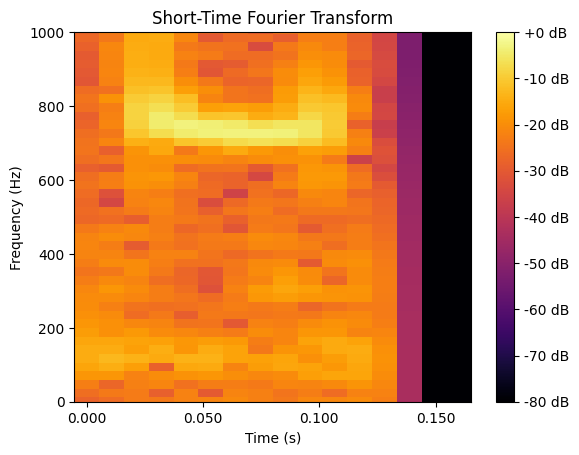 Short-Time Fourier Transform
1000
800
600
400
200
0
Frequency (Hz)
0.000
0.050
0.100
0.150
Time (s)
+0 dB
-10 dB
-20 dB
-30 dB
-40 dB
-50 dB
-60 dB
-70 dB
-80 dB